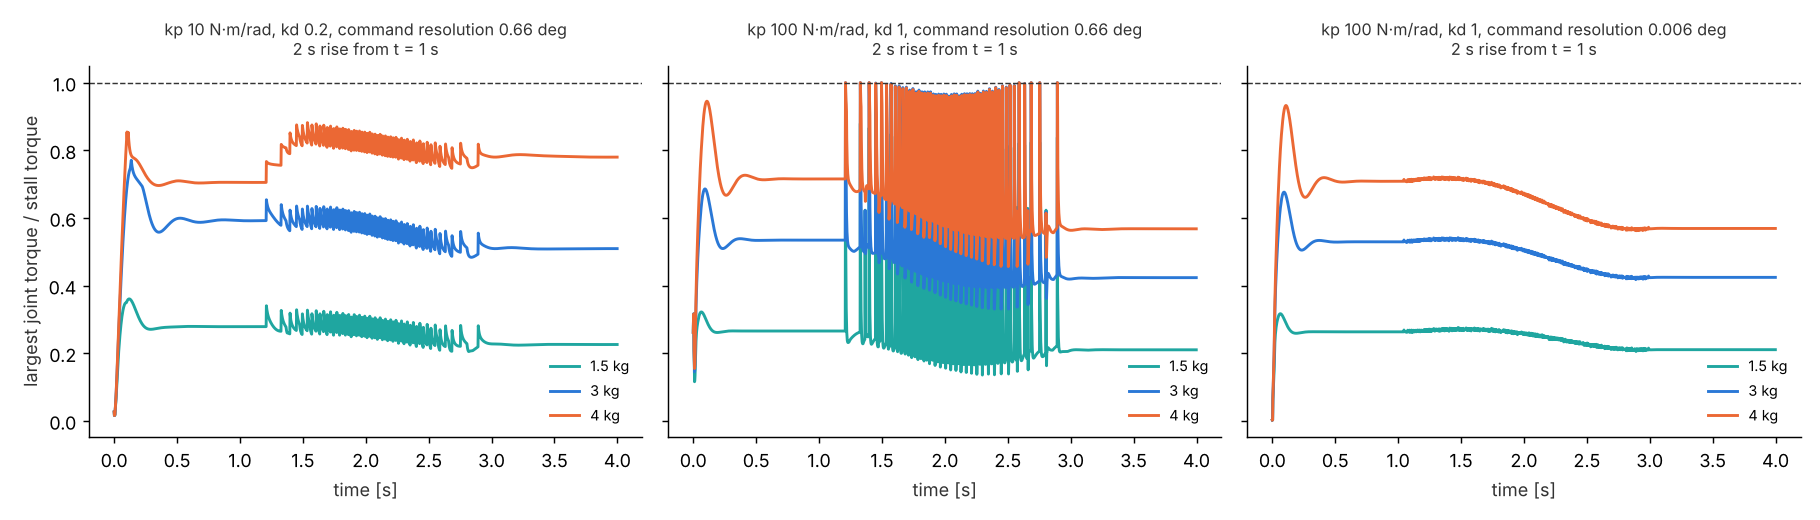 kp 10 N·m/rad, kd 0.2, command resolution 0.66 deg
2 s rise from t = 1 s
kp 100 N·m/rad, kd 1, command resolution 0.66 deg
2 s rise from t = 1 s
kp 100 N·m/rad, kd 1, command resolution 0.006 deg
2 s rise from t = 1 s
largest joint torque / stall torque
1.0
0.8
0.6
0.4
0.2
0.0
1.5 kg
3 kg
4 kg
1.5 kg
3 kg
4 kg
1.5 kg
3 kg
4 kg
0.0 0.5 1.0 1.5 2.0 2.5 3.0 3.5 4.0
0.0 0.5 1.0 1.5 2.0 2.5 3.0 3.5 4.0
0.0 0.5 1.0 1.5 2.0 2.5 3.0 3.5 4.0
time [s]
time [s]
time [s]